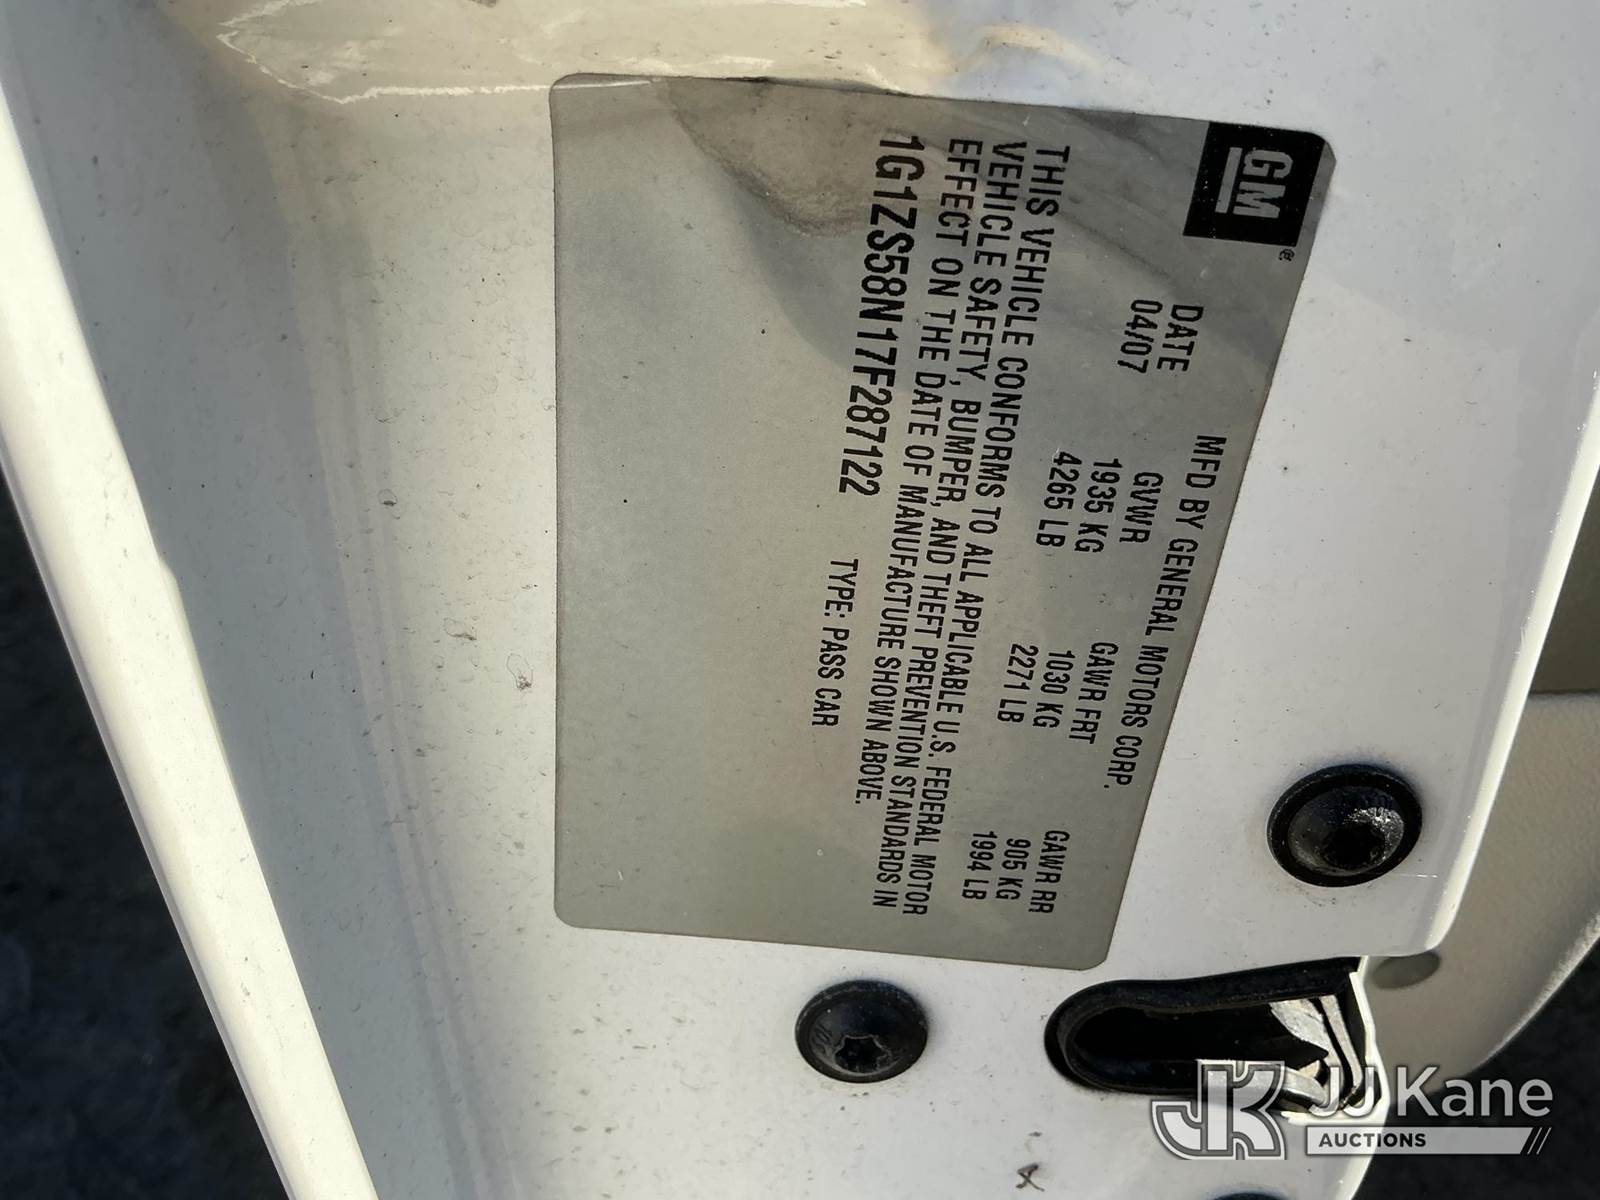 GM®
MFD BY GENERAL MOTORS CORP.
DATE GVWR GAWR FRT GAWR RR
04/07 1935 KG 1030 KG 905 KG
4265 LB 2271 LB 1994 LB
THIS VEHICLE CONFORMS TO ALL APPLICABLE U.S. FEDERAL MOTOR
VEHICLE SAFETY, BUMPER, AND THEFT PREVENTION STANDARDS IN
EFFECT ON THE DATE OF MANUFACTURE SHOWN ABOVE.
1G1ZS58N17F287122 TYPE: PASS CAR
JK JJ Kane
AUCTIONS